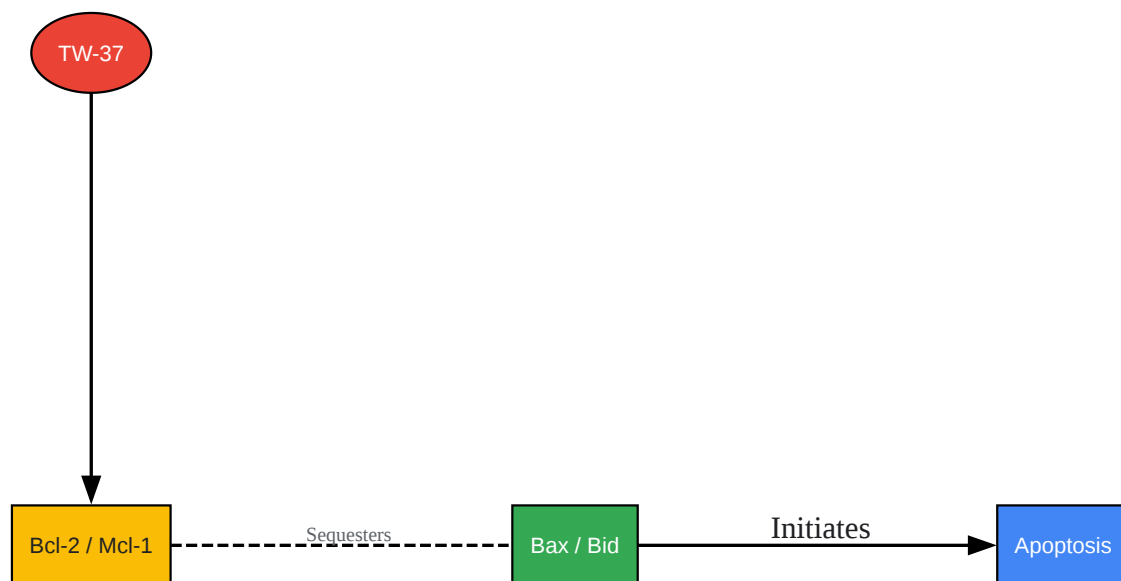 TW-37
Bcl-2 / Mcl-1
Sequesters
Bax / Bid
Initiates
Apoptosis